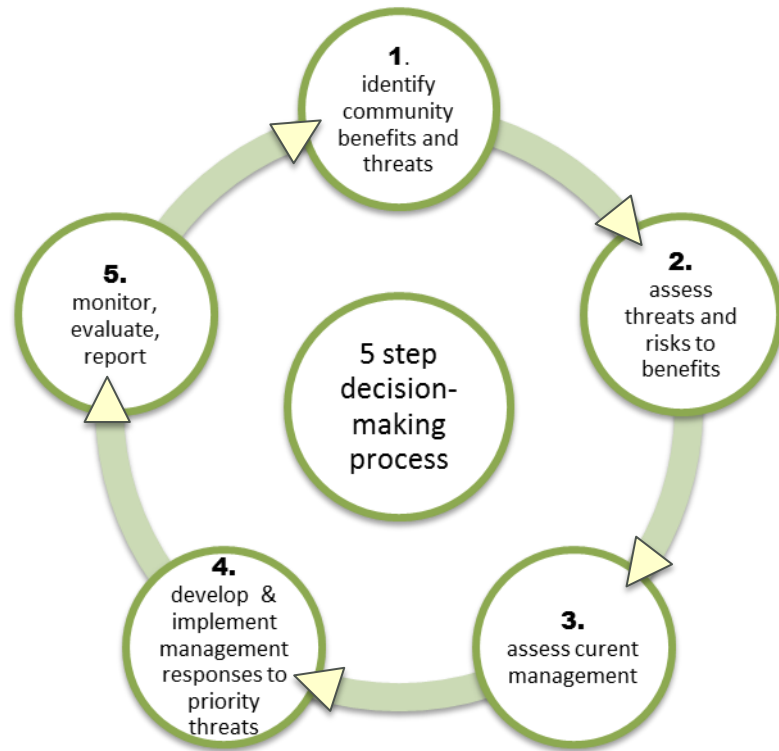 1.
identify
community
benefits and
threats
2.
assess
threats and
risks to
benefits
3.
assess curent
management
4.
develop & 
implement
management
responses to
priority
threats
5.
monitor,
evaluate,
report
5 step
decision-
making
process